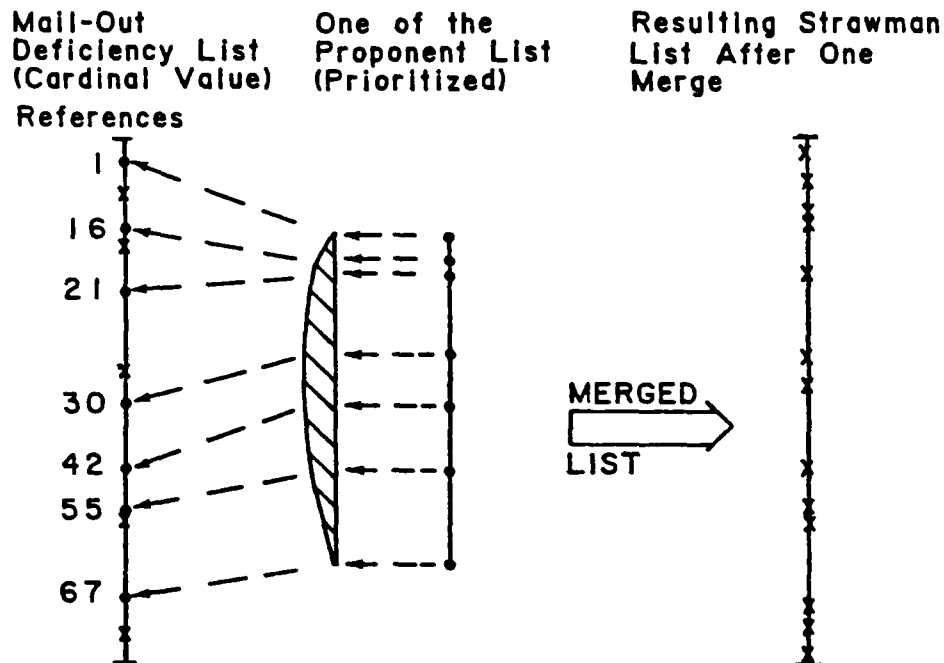 Mail-Out
Deficiency List
(Cardinal Value)
References
One of the
Proponent List
(Prioritized)
Resulting Strawman
List After One
Merge
1
16
21
30
42
55
67
MERGED
LIST